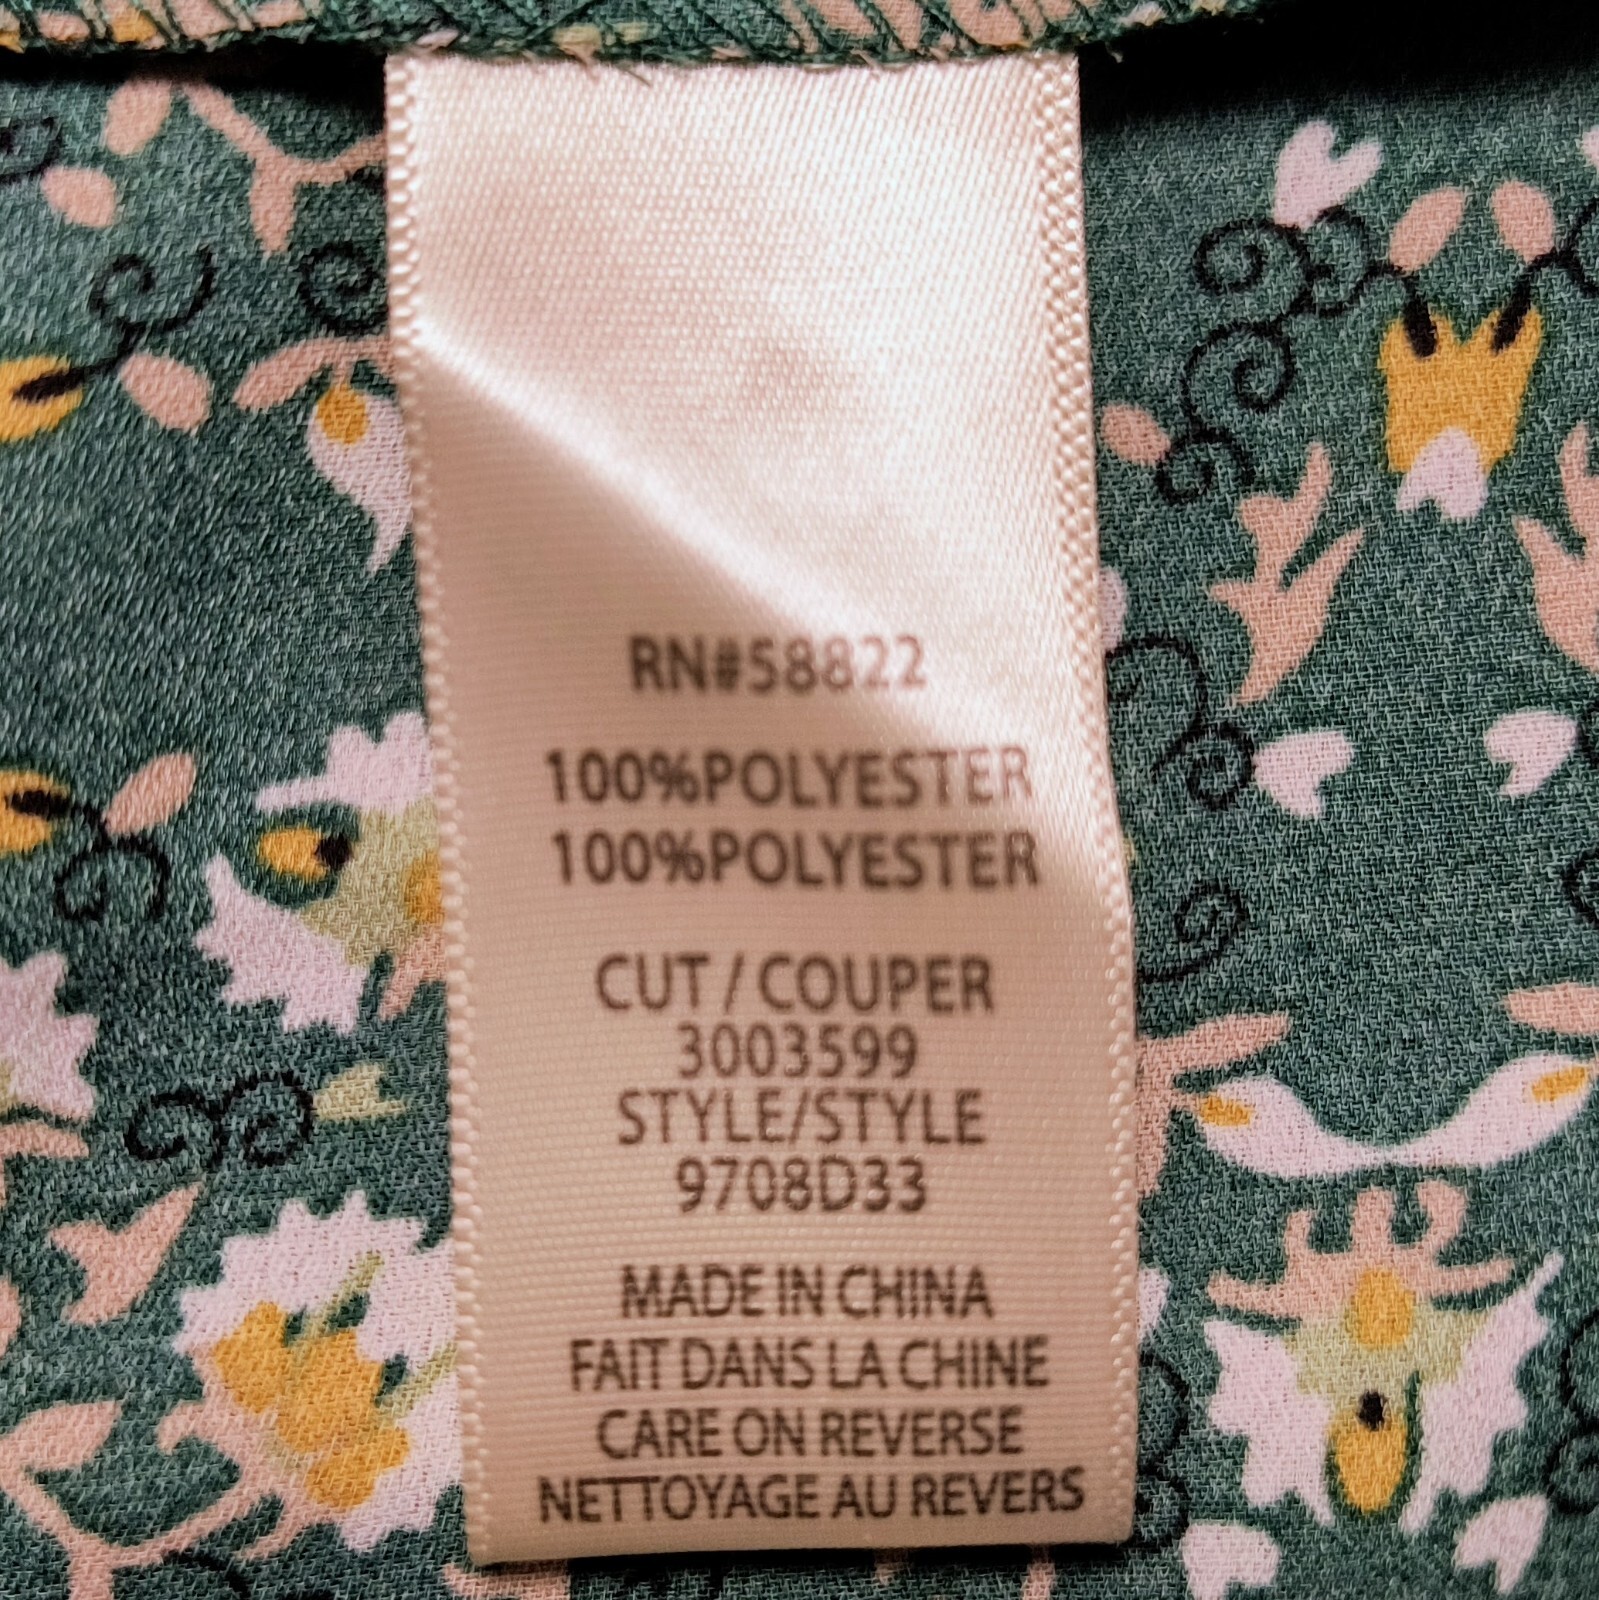 RN#58822
100%POLYESTER
100%POLYESTER
CUT / COUPER
3003599
STYLE/STYLE
9708D33
MADE IN CHINA
FAIT DANS LA CHINE
CARE ON REVERSE
NETTOYAGE AU REVERS